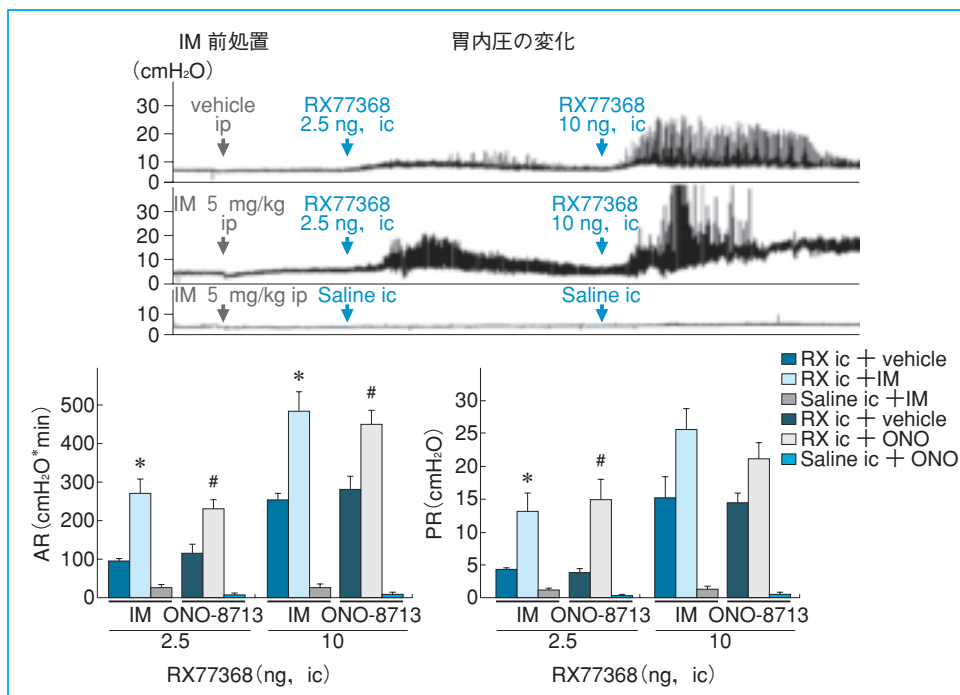 IM 前処置 胃内圧の変化
(cmH₂O)
30
20
10
0
vehicle
ip
RX77368
2.5 ng, ic
RX77368
10 ng, ic
30
20
10
0
IM 5 mg/kg
ip
RX77368
2.5 ng, ic
RX77368
10 ng, ic
10
0
IM 5 mg/kg ip
Saline ic
Saline ic
RX ic ＋ vehicle
RX ic ＋IM
Saline ic ＋IM
RX ic ＋ vehicle
RX ic ＋ ONO
Saline ic ＋ ONO
AR(cmH₂O*min)
500
400
300
200
100
0
*
#
*
#
IM ONO-8713 IM ONO-8713
2.5 10
RX77368(ng, ic)
PR(cmH₂O)
30
25
20
15
10
5
0
*
#
IM ONO-8713 IM ONO-8713
2.5 10
RX77368(ng, ic)